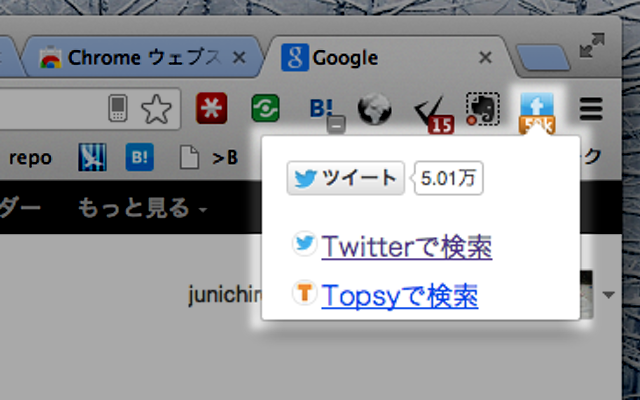 Chrome ウェブス
Google
B!
15
50k
repo
B!
>B
ク
ツイート
5.01万
ダー
もっと見る
Twitterで検索
junichir
Topsyで検索